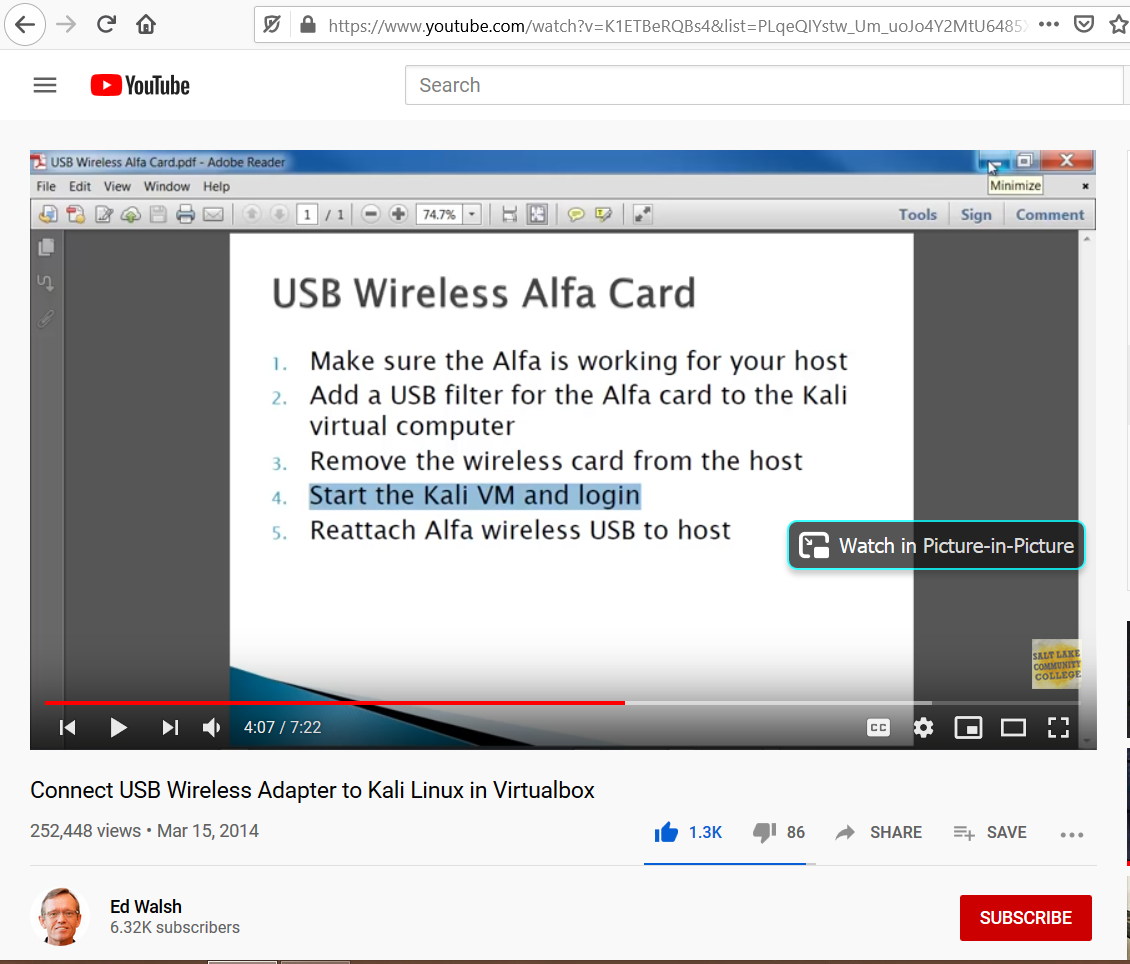 https://www.youtube.com/watch?v=K1ETBeRQBs4&list=PLqeQIYstw_Um_uoJo4Y2MtU6485X
YouTube
Search
USB Wireless Alfa Card.pdf - Adobe Reader
File Edit View Window Help
Minimize
1 / 1 74.7% Tools Sign Comment
USB Wireless Alfa Card
1. Make sure the Alfa is working for your host
2. Add a USB filter for the Alfa card to the Kali
virtual computer
3. Remove the wireless card from the host
4. Start the Kali VM and login
5. Reattach Alfa wireless USB to host
Watch in Picture-in-Picture
SALT LAKE
COMMUNITY
COLLEGE
4:07 / 7:22 CC
Connect USB Wireless Adapter to Kali Linux in Virtualbox
252,448 views • Mar 15, 2014
1.3K 86 SHARE SAVE
Ed Walsh
6.32K subscribers
SUBSCRIBE